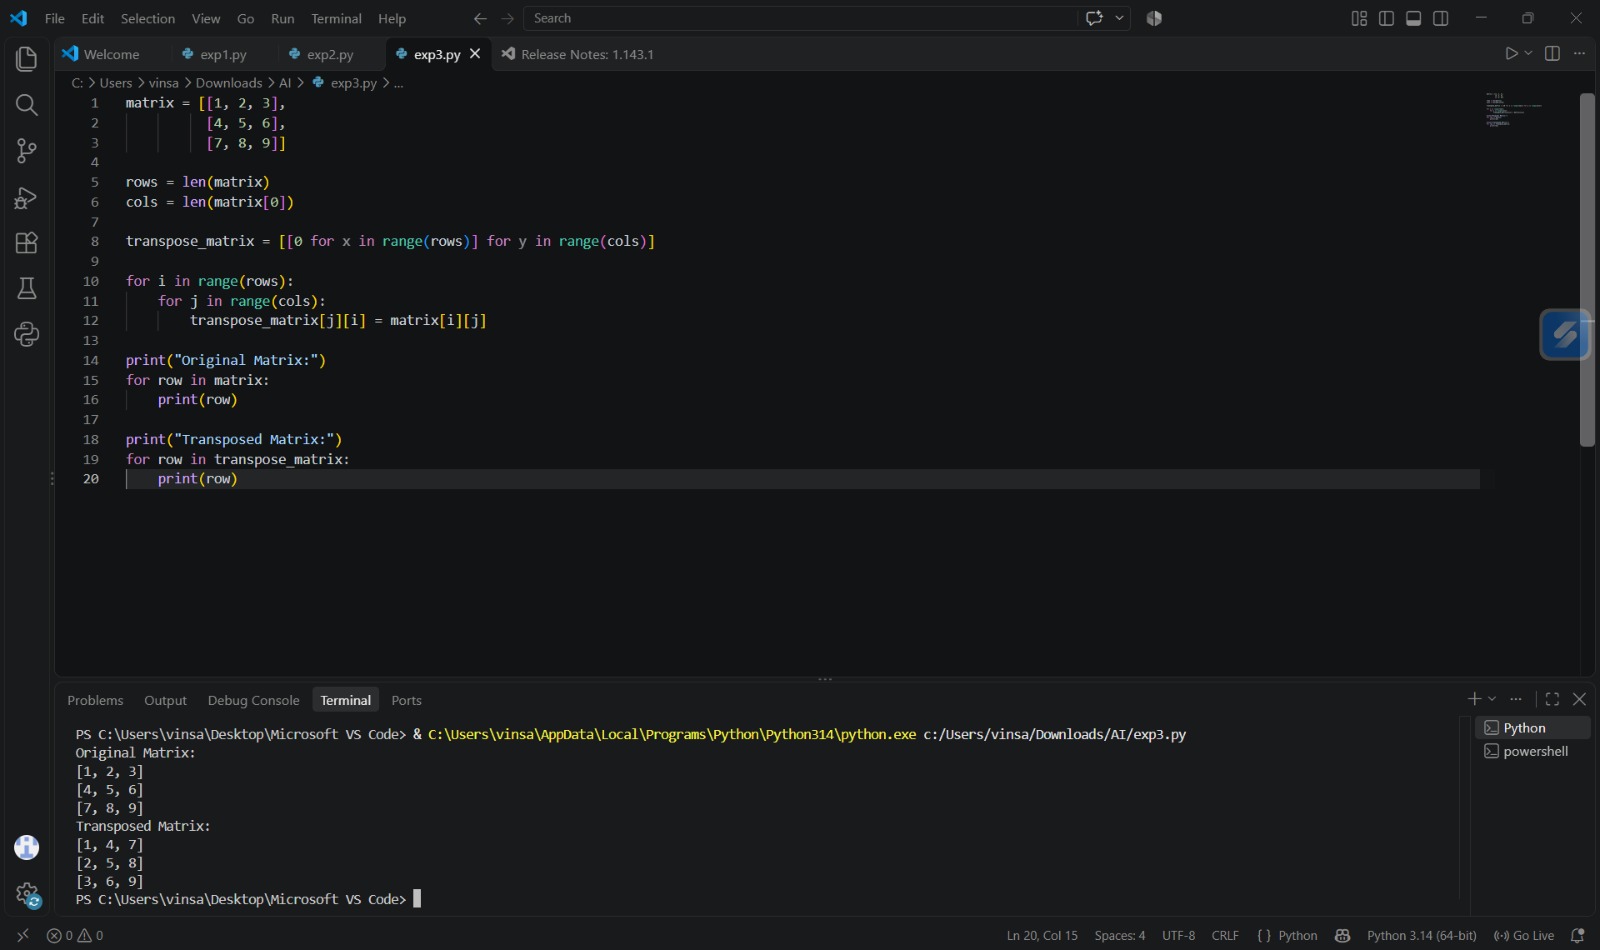 File Edit Selection View Go Run Terminal Help Search
Welcome exp1.py exp2.py exp3.py Release Notes: 1.143.1
C: > Users > vinsa > Downloads > AI > exp3.py > ...
1 matrix = [[1, 2, 3],
2 [4, 5, 6],
3 [7, 8, 9]]
4
5 rows = len(matrix)
6 cols = len(matrix[0])
7
8 transpose_matrix = [[0 for x in range(rows)] for y in range(cols)]
9
10 for i in range(rows):
11 for j in range(cols):
12 transpose_matrix[j][i] = matrix[i][j]
13
14 print("Original Matrix:")
15 for row in matrix:
16 print(row)
17
18 print("Transposed Matrix:")
19 for row in transpose_matrix:
20 print(row)
Problems Output Debug Console Terminal Ports
PS C:\Users\vinsa\Desktop\Microsoft VS Code> & C:\Users\vinsa\AppData\Local\Programs\Python\Python314\python.exe c:/Users/vinsa/Downloads/AI/exp3.py
Original Matrix:
[1, 2, 3]
[4, 5, 6]
[7, 8, 9]
Transposed Matrix:
[1, 4, 7]
[2, 5, 8]
[3, 6, 9]
PS C:\Users\vinsa\Desktop\Microsoft VS Code>
Python
powershell
0 0 Ln 20, Col 15 Spaces: 4 UTF-8 CRLF { } Python Python 3.14 (64-bit) Go Live